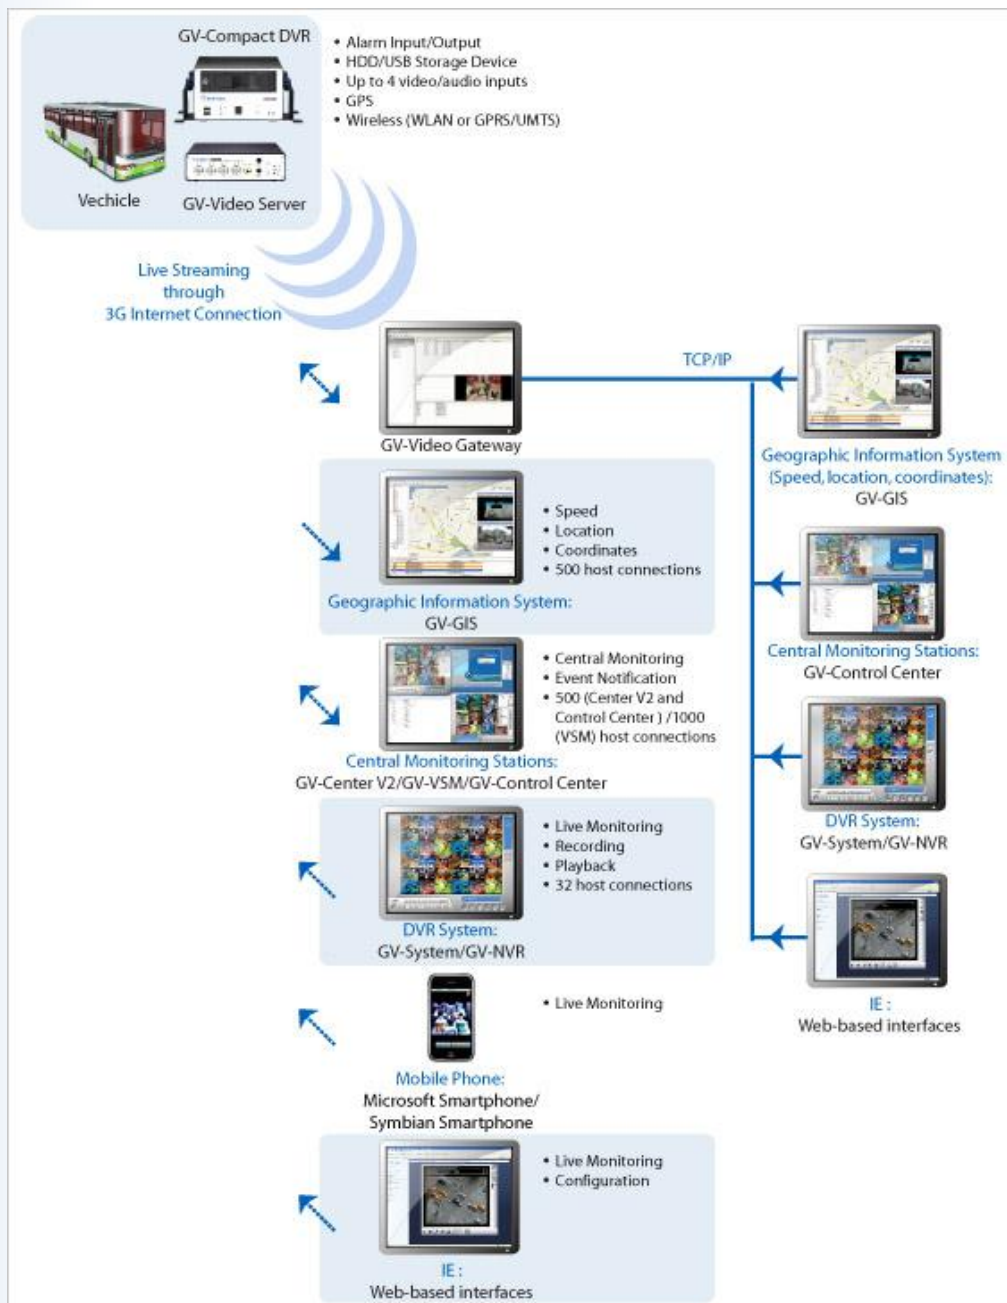 GV-Compact DVR
• Alarm Input/Output
• HDD/USB Storage Device
• Up to 4 video/audio inputs
• GPS
• Wireless (WLAN or GPRS/UMTS)
Vechicle
GV-Video Server
Live Streaming
through
3G Internet Connection
TCP/IP
GV-Video Gateway
Geographic Information System
(Speed, location, coordinates):
GV-GIS
• Speed
• Location
• Coordinates
• 500 host connections
Geographic Information System:
GV-GIS
Central Monitoring Stations:
GV-Control Center
• Central Monitoring
• Event Notification
• 500 (Center V2 and
Control Center ) /1000
(VSM) host connections
Central Monitoring Stations:
GV-Center V2/GV-VSM/GV-Control Center
DVR System:
GV-System/GV-NVR
• Live Monitoring
• Recording
• Playback
• 32 host connections
DVR System:
GV-System/GV-NVR
IE :
Web-based interfaces
• Live Monitoring
Mobile Phone:
Microsoft Smartphone/
Symbian Smartphone
• Live Monitoring
• Configuration
IE :
Web-based interfaces